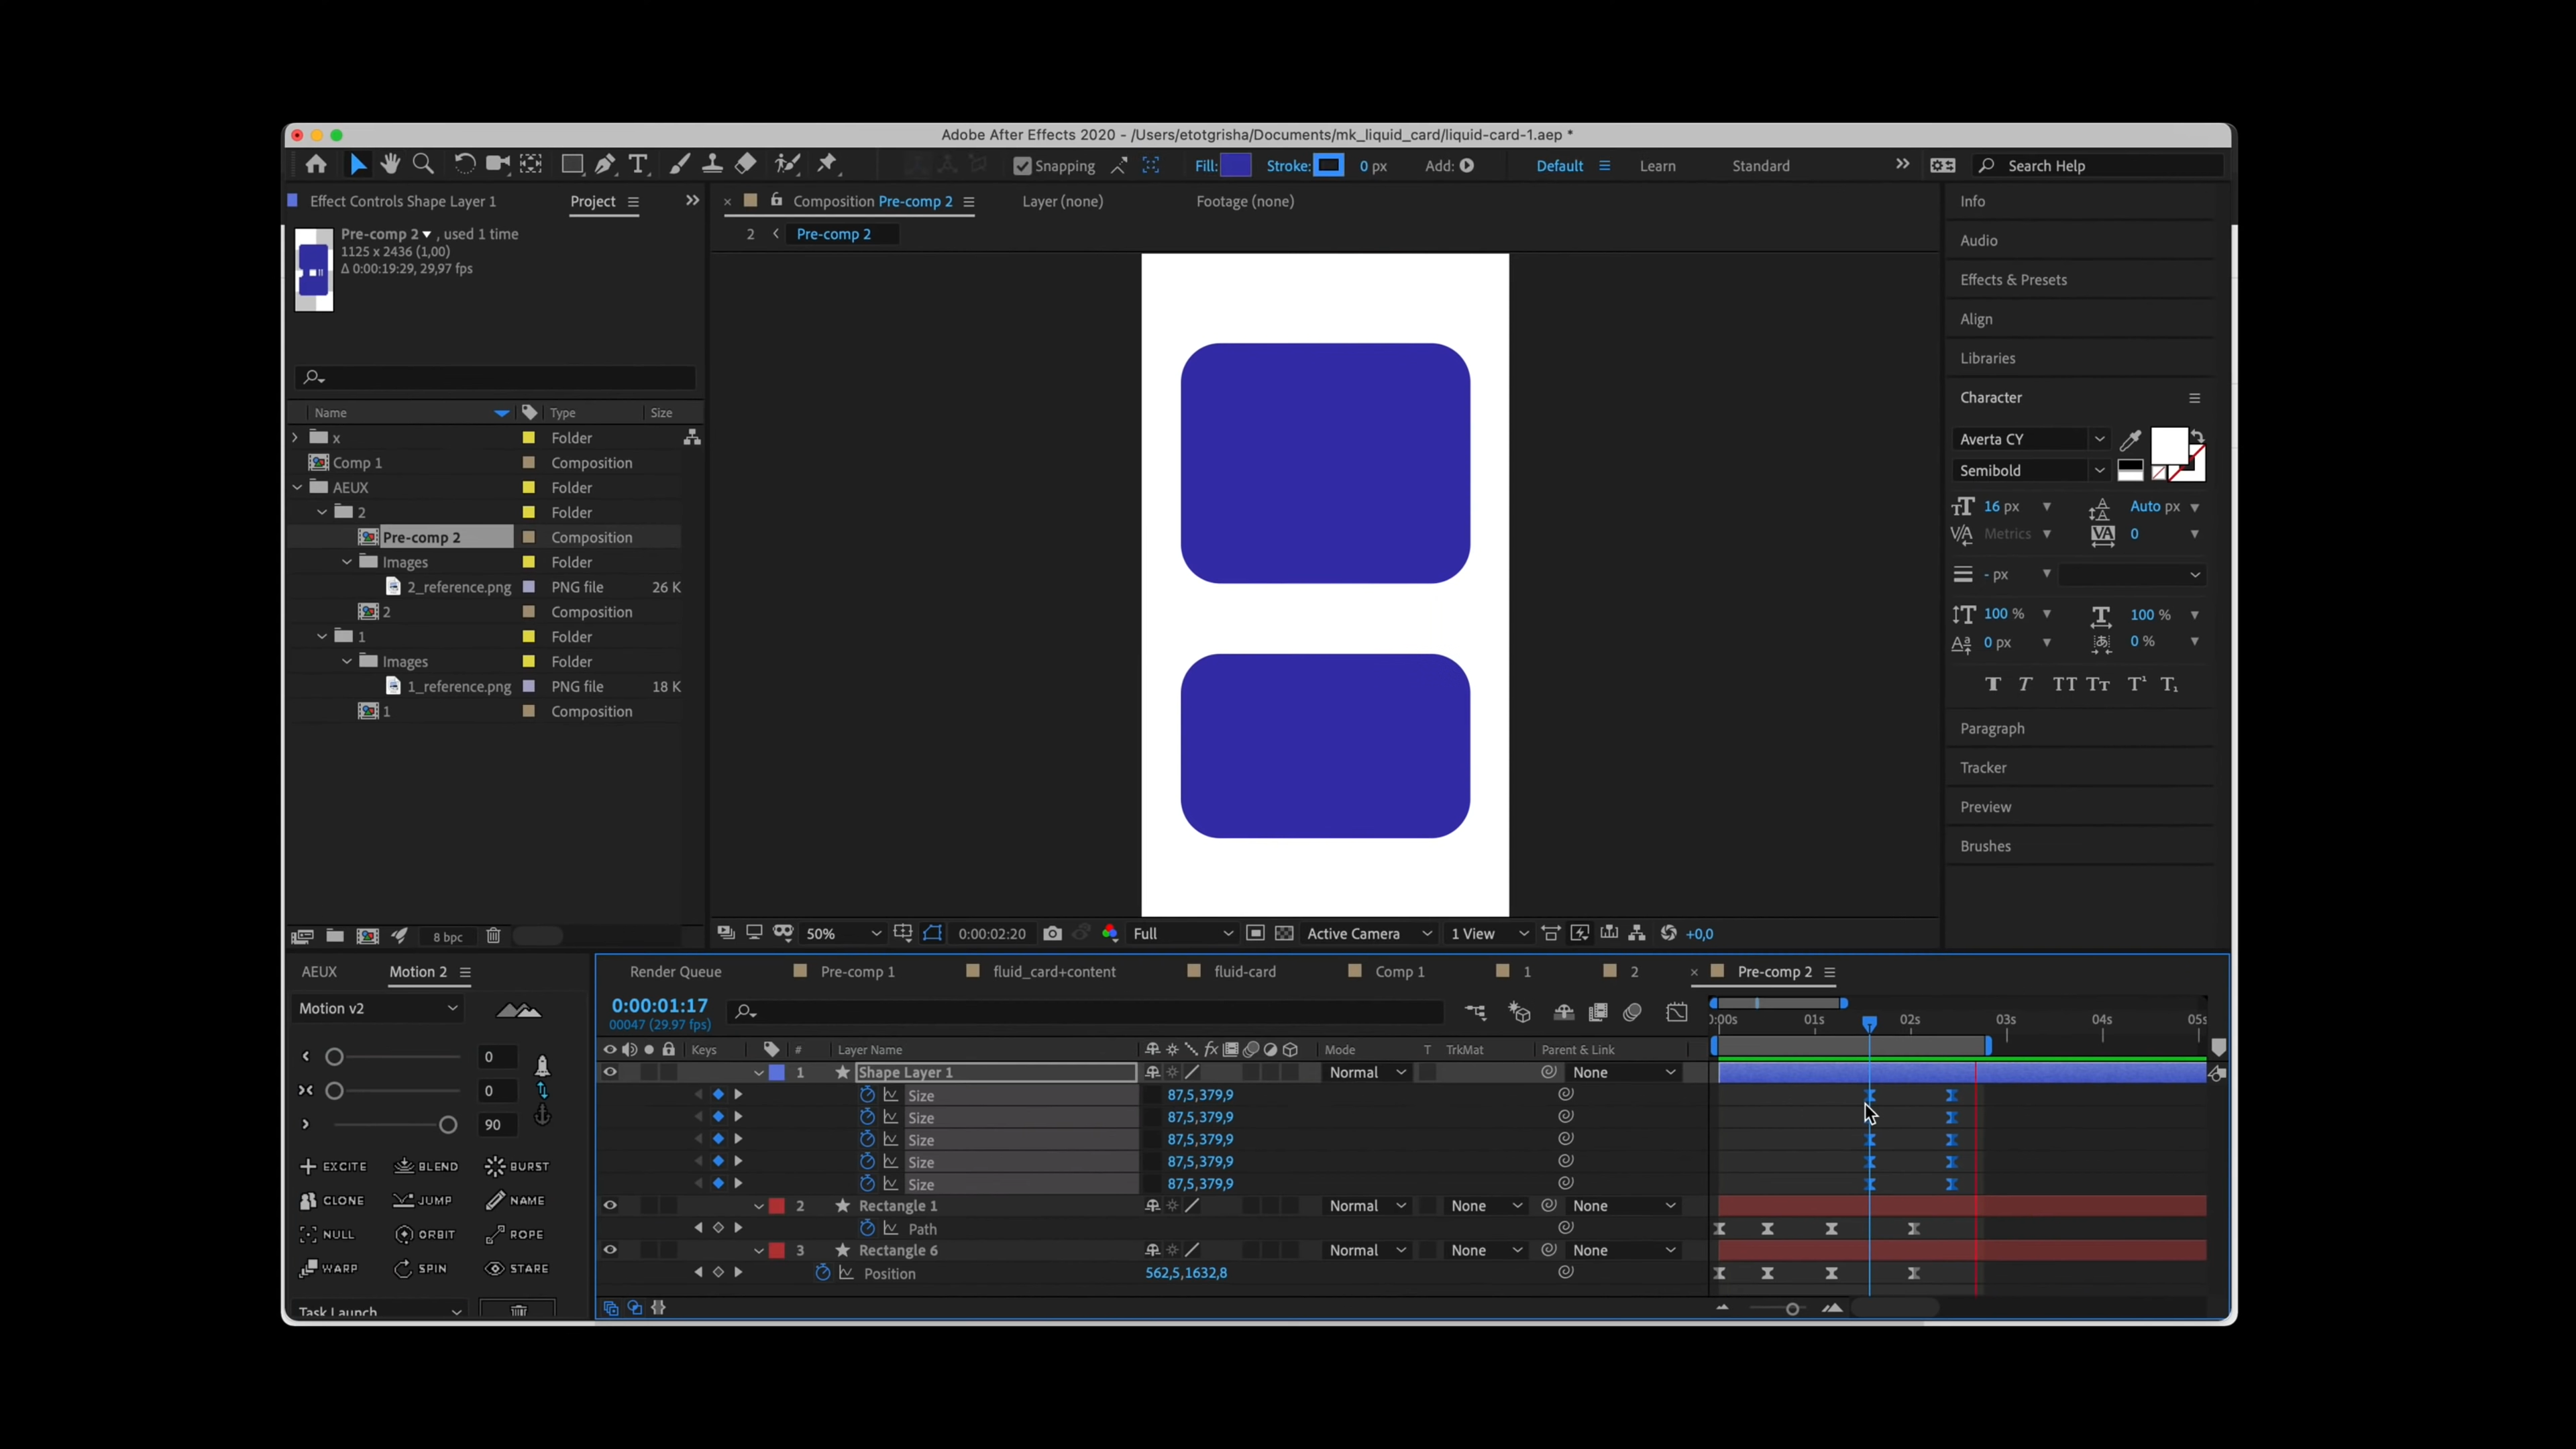 Adobe After Effects 2020 - /Users/etotgrisha/Documents/mk_liquid_card/liquid-card-1.aep *
Snapping Fill: Stroke: 0 px Add: Default Learn Standard Search Help
Effect Controls Shape Layer 1 Project
Pre-comp 2 , used 1 time
1125 x 2436 (1,00)
Δ 0:00:19:29, 29,97 fps
Name Type Size
x Folder
Comp 1 Composition
AEUX Folder
2 Folder
Pre-comp 2 Composition
Images Folder
2_reference.png PNG file 26 K
2 Composition
1 Folder
Images Folder
1_reference.png PNG file 18 K
1 Composition
8 bpc
Composition Pre-comp 2 Layer (none) Footage (none)
2 Pre-comp 2
50% 0:00:02:20 Full Active Camera 1 View +0,0
Info
Audio
Effects & Presets
Align
Libraries
Character
Averta CY
Semibold
16 px Auto px
Metrics 0
- px
100 % 100 %
0 px 0 %
T T TT Tt T¹ T₁
Paragraph
Tracker
Preview
Brushes
AEUX Motion 2
Motion v2
0
0
90
EXCITE BLEND BURST
CLONE JUMP NAME
NULL ORBIT ROPE
WARP SPIN STARE
Task Launch
Render Queue Pre-comp 1 fluid_card+content fluid-card Comp 1 1 2 Pre-comp 2
0:00:01:17
00047 (29.97 fps)
):00s 01s 02s 03s 04s 05s
Keys # Layer Name Mode T TrkMat Parent & Link
1 Shape Layer 1 Normal None
Size 87,5,379,9
Size 87,5,379,9
Size 87,5,379,9
Size 87,5,379,9
Size 87,5,379,9
2 Rectangle 1 Normal None None
Path
3 Rectangle 6 Normal None None
Position 562,5,1632,8